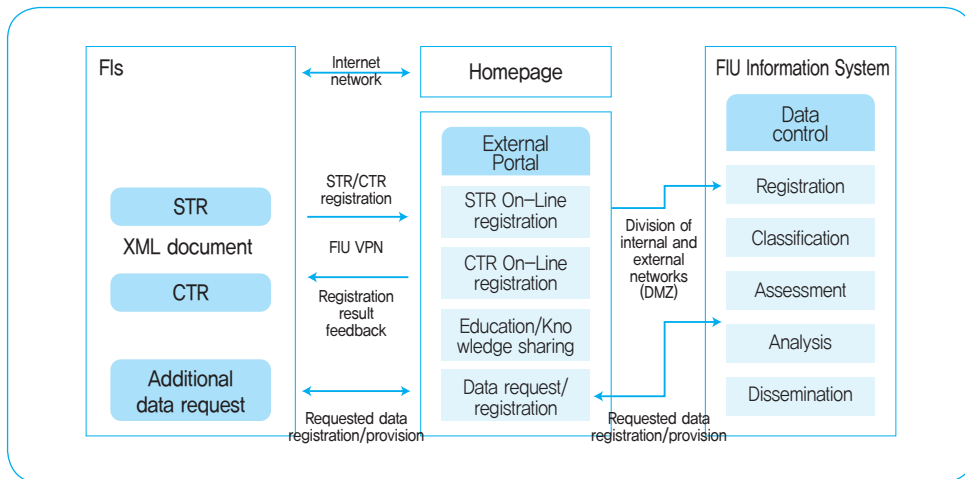 FIs
STR
XML document
CTR
Additional
data request
Internet
network
STR/CTR
registration
FIU VPN
Registration
result
feedback
Requested data
registration/provision
Homepage
External
Portal
STR On-Line
registration
CTR On-Line
registration
Education/Kno
wledge sharing
Data request/
registration
Division of
internal and
external
networks
(DMZ)
Requested data
registration/provision
FIU Information System
Data
control
Registration
Classification
Assessment
Analysis
Dissemination